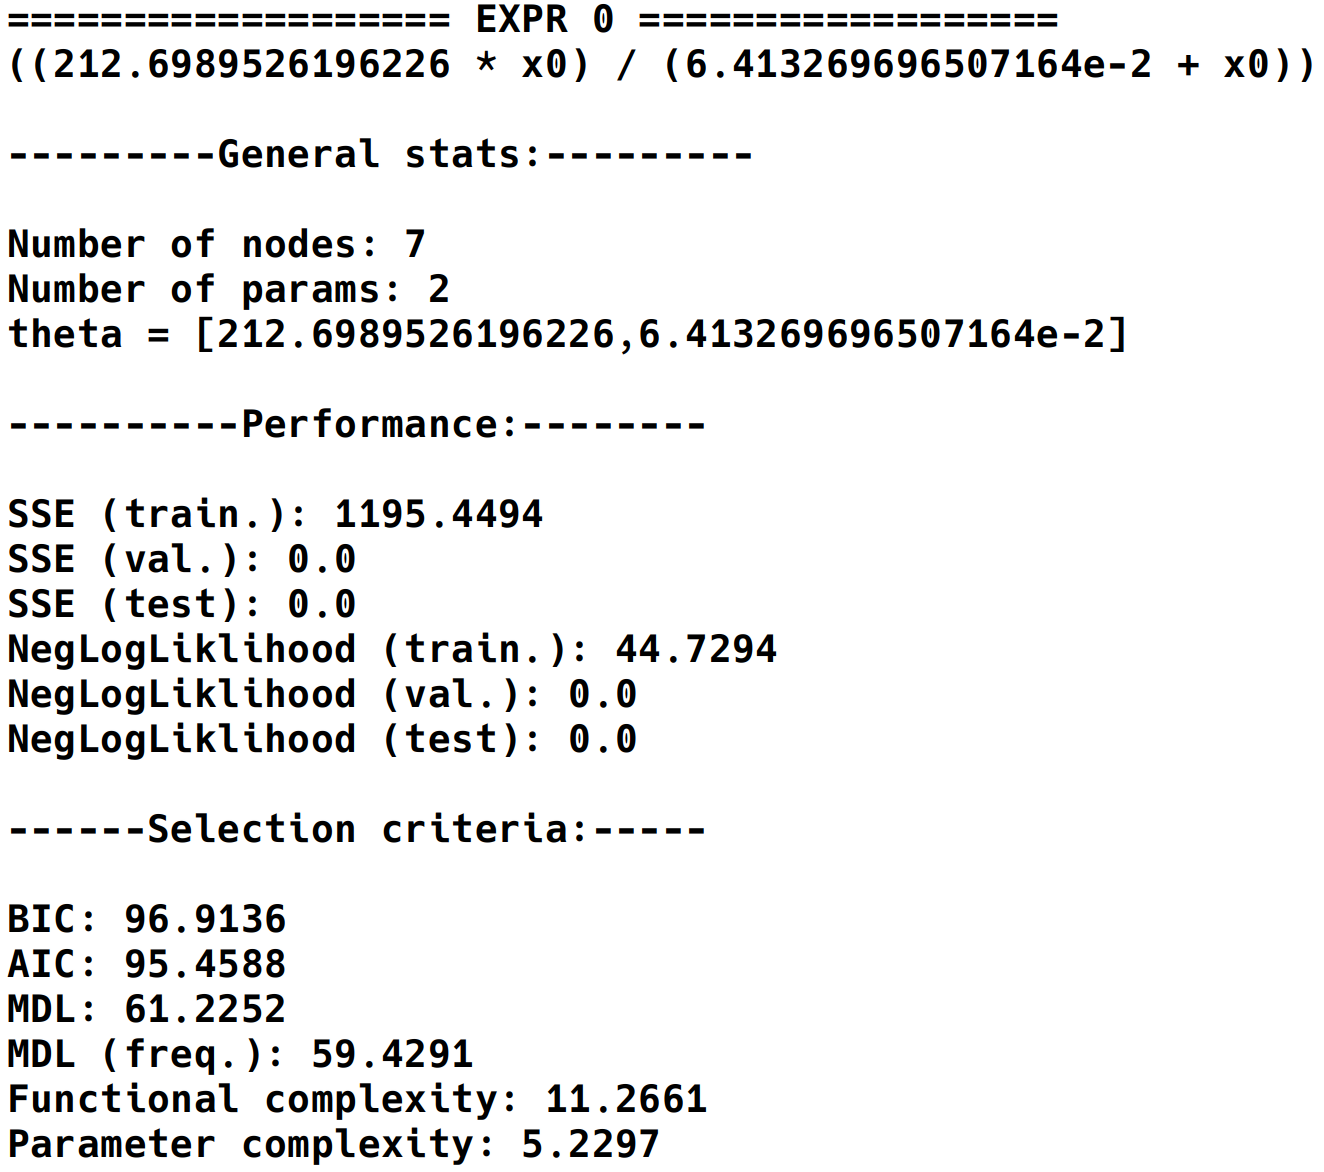 =================== EXPR 0 ==================
((212.6989526196226 * x0) / (6.413269696507164e-2 + x0))
---------General stats:---------
Number of nodes: 7
Number of params: 2
theta = [212.6989526196226,6.413269696507164e-2]
----------Performance:--------
SSE (train.): 1195.4494
SSE (val.): 0.0
SSE (test): 0.0
NegLogLiklihood (train.): 44.7294
NegLogLiklihood (val.): 0.0
NegLogLiklihood (test): 0.0
------Selection criteria:-----
BIC: 96.9136
AIC: 95.4588
MDL: 61.2252
MDL (freq.): 59.4291
Functional complexity: 11.2661
Parameter complexity: 5.2297